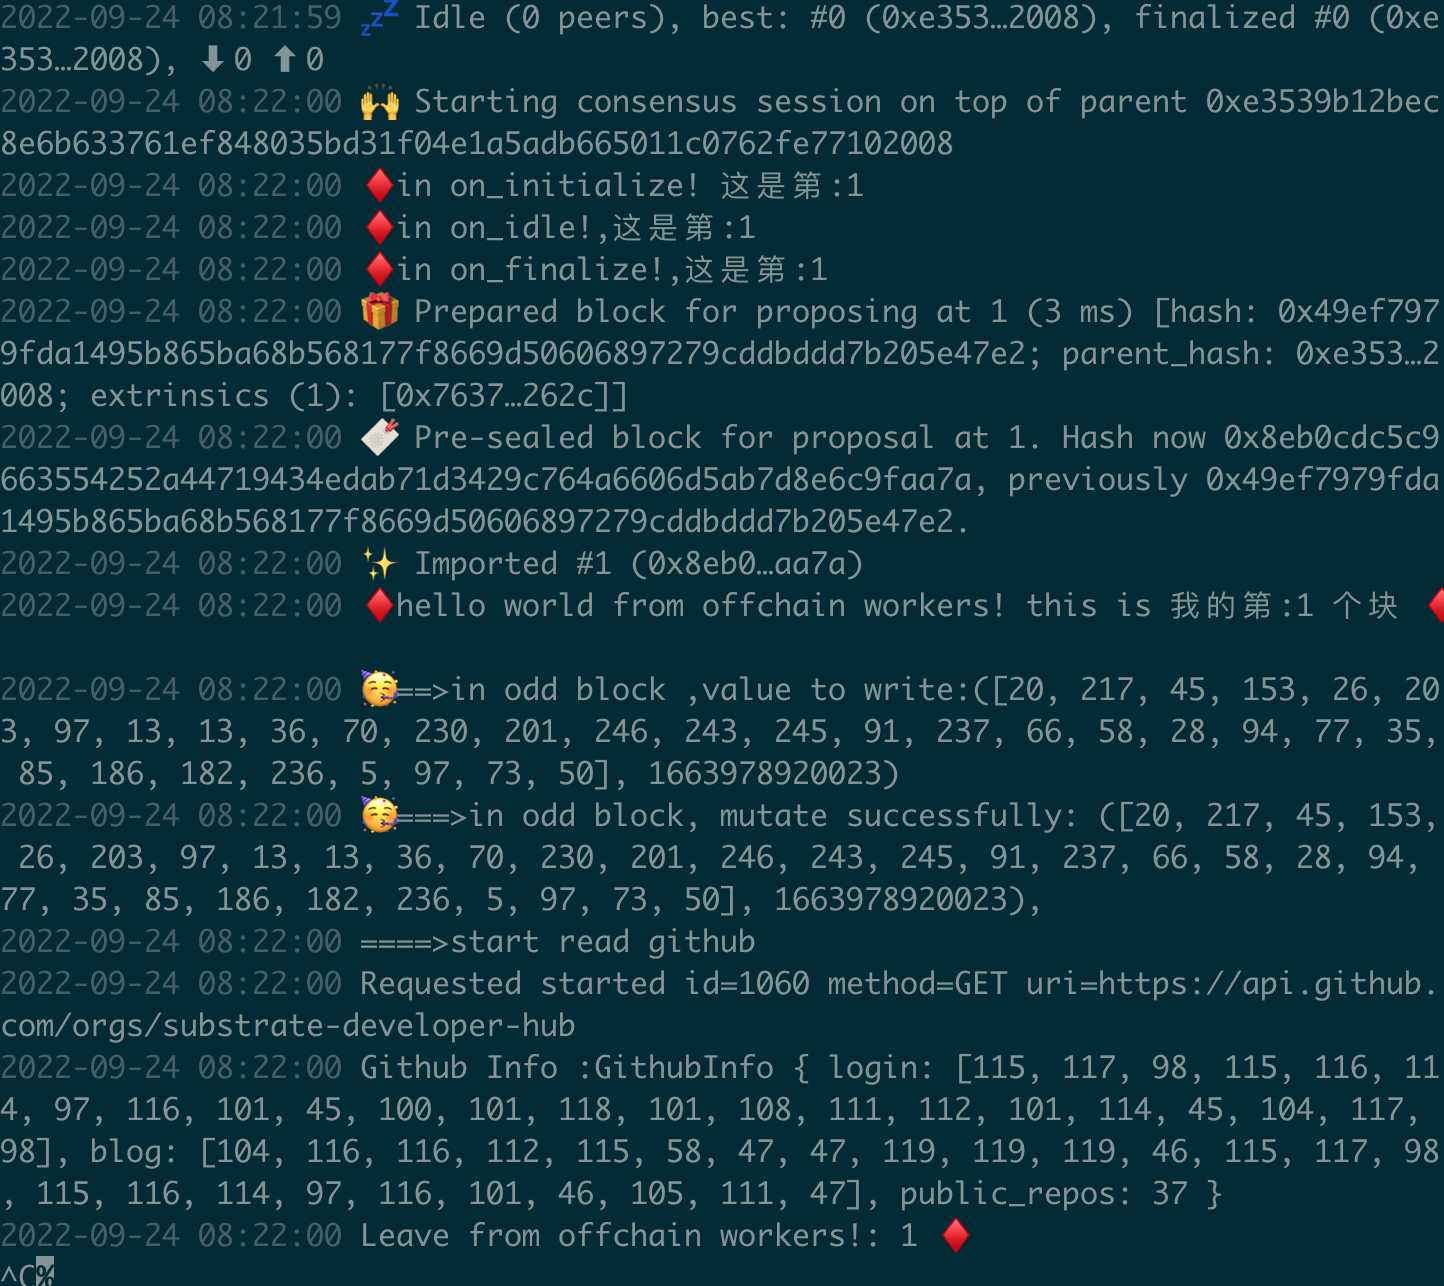 2022-09-24 08:21:59 💤 Idle (0 peers), best: #0 (0xe353…2008), finalized #0 (0xe
353…2008), ⬇ 0 ⬆ 0
2022-09-24 08:22:00 🙌 Starting consensus session on top of parent 0xe3539b12bec
8e6b633761ef848035bd31f04e1a5adb665011c0762fe77102008
2022-09-24 08:22:00 ♦️in on_initialize! 这是第:1
2022-09-24 08:22:00 ♦️in on_idle!,这是第:1
2022-09-24 08:22:00 ♦️in on_finalize!,这是第:1
2022-09-24 08:22:00 🎁 Prepared block for proposing at 1 (3 ms) [hash: 0x49ef797
9fda1495b865ba68b568177f8669d50606897279cddbddd7b205e47e2; parent_hash: 0xe353…2
008; extrinsics (1): [0x7637…262c]]
2022-09-24 08:22:00 🔖 Pre-sealed block for proposal at 1. Hash now 0x8eb0cdc5c9
663554252a44719434edab71d3429c764a6606d5ab7d8e6c9faa7a, previously 0x49ef7979fda
1495b865ba68b568177f8669d50606897279cddbddd7b205e47e2.
2022-09-24 08:22:00 ✨ Imported #1 (0x8eb0…aa7a)
2022-09-24 08:22:00 ♦️hello world from offchain workers! this is 我的第:1 个块 ♦️
2022-09-24 08:22:00 🥳==>in odd block ,value to write:([20, 217, 45, 153, 26, 20
3, 97, 13, 13, 36, 70, 230, 201, 246, 243, 245, 91, 237, 66, 58, 28, 94, 77, 35,
85, 186, 182, 236, 5, 97, 73, 50], 1663978920023)
2022-09-24 08:22:00 🥳===>in odd block, mutate successfully: ([20, 217, 45, 153,
26, 203, 97, 13, 13, 36, 70, 230, 201, 246, 243, 245, 91, 237, 66, 58, 28, 94,
77, 35, 85, 186, 182, 236, 5, 97, 73, 50], 1663978920023),
2022-09-24 08:22:00 ====>start read github
2022-09-24 08:22:00 Requested started id=1060 method=GET uri=https://api.github.
com/orgs/substrate-developer-hub
2022-09-24 08:22:00 Github Info :GithubInfo { login: [115, 117, 98, 115, 116, 11
4, 97, 116, 101, 45, 100, 101, 118, 101, 108, 111, 112, 101, 114, 45, 104, 117,
98], blog: [104, 116, 116, 112, 115, 58, 47, 47, 119, 119, 119, 46, 115, 117, 98
, 115, 116, 114, 97, 116, 101, 46, 105, 111, 47], public_repos: 37 }
2022-09-24 08:22:00 Leave from offchain workers!: 1 ♦️
^C%